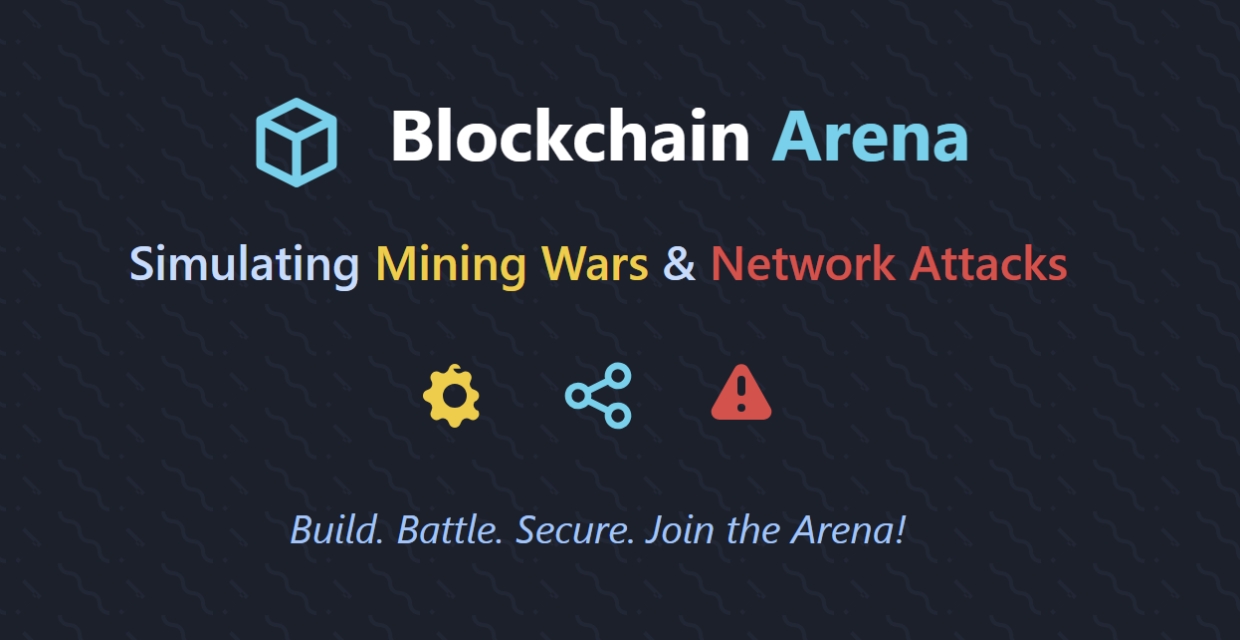 Blockchain Arena
Simulating Mining Wars & Network Attacks
Build. Battle. Secure. Join the Arena!